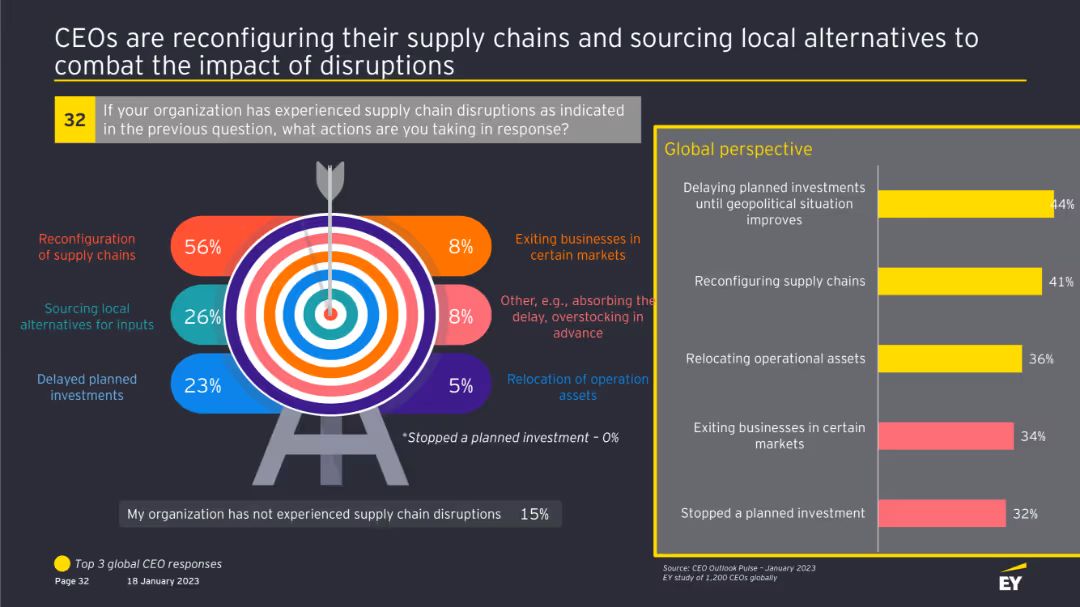 CEOs are reconfiguring their supply chains and sourcing local alternatives to
combat the impact of disruptions
32
If your organization has experienced supply chain disruptions as indicated
in the previous question, what actions are you taking in response?
Reconfiguration
of supply chains
56%
Sourcing local
alternatives for inputs
26%
Delayed planned
investments
23%
8%
Exiting businesses in
certain markets
8%
Other, e.g., absorbing the
delay, overstocking in
advance
5%
Relocation of operation
assets
*Stopped a planned investment – 0%
My organization has not experienced supply chain disruptions 15%
Global perspective
Delaying planned investments
until geopolitical situation
improves
44%
Reconfiguring supply chains
41%
Relocating operational assets
36%
Exiting businesses in certain
markets
34%
Stopped a planned investment
32%
Top 3 global CEO responses
Page 32 18 January 2023
Source: CEO Outlook Pulse – January 2023
EY study of 1,200 CEOs globally
EY